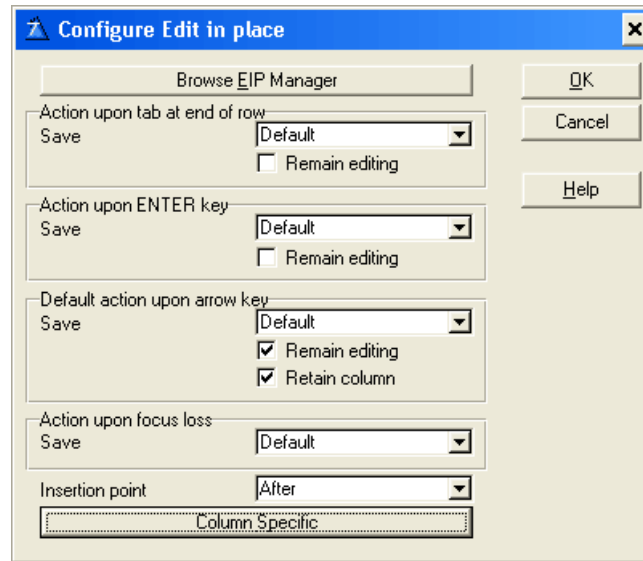 Configure Edit in place
Browse EIP Manager
OK
Cancel
Help
Action upon tab at end of row
Save Default
Remain editing
Action upon ENTER key
Save Default
Remain editing
Default action upon arrow key
Save Default
Remain editing
Retain column
Action upon focus loss
Save Default
Insertion point After
Column Specific